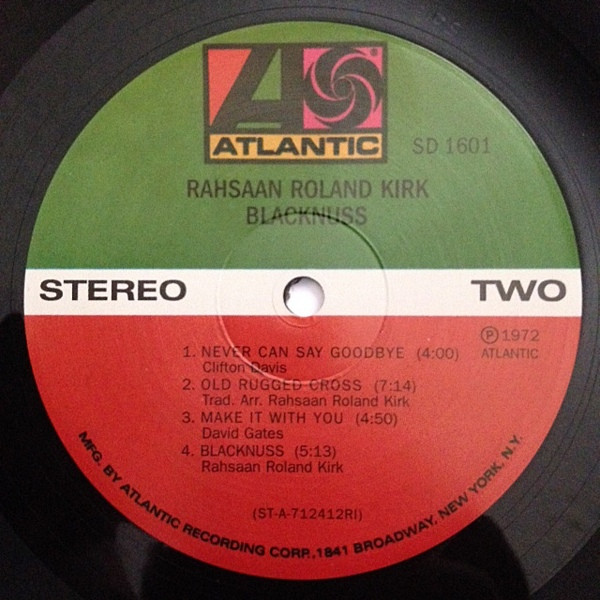 ATLANTIC
SD 1601
RAHSAAN ROLAND KIRK
BLACKNUSS
STEREO
TWO
℗ 1972
ATLANTIC
1. NEVER CAN SAY GOODBYE (4:00)
Clifton Davis
2. OLD RUGGED CROSS (7:14)
Trad. Arr. Rahsaan Roland Kirk
3. MAKE IT WITH YOU (4:50)
David Gates
4. BLACKNUSS (5:13)
Rahsaan Roland Kirk
(ST-A-712412RI)
MFG. BY ATLANTIC RECORDING CORP., 1841 BROADWAY, NEW YORK, N.Y.